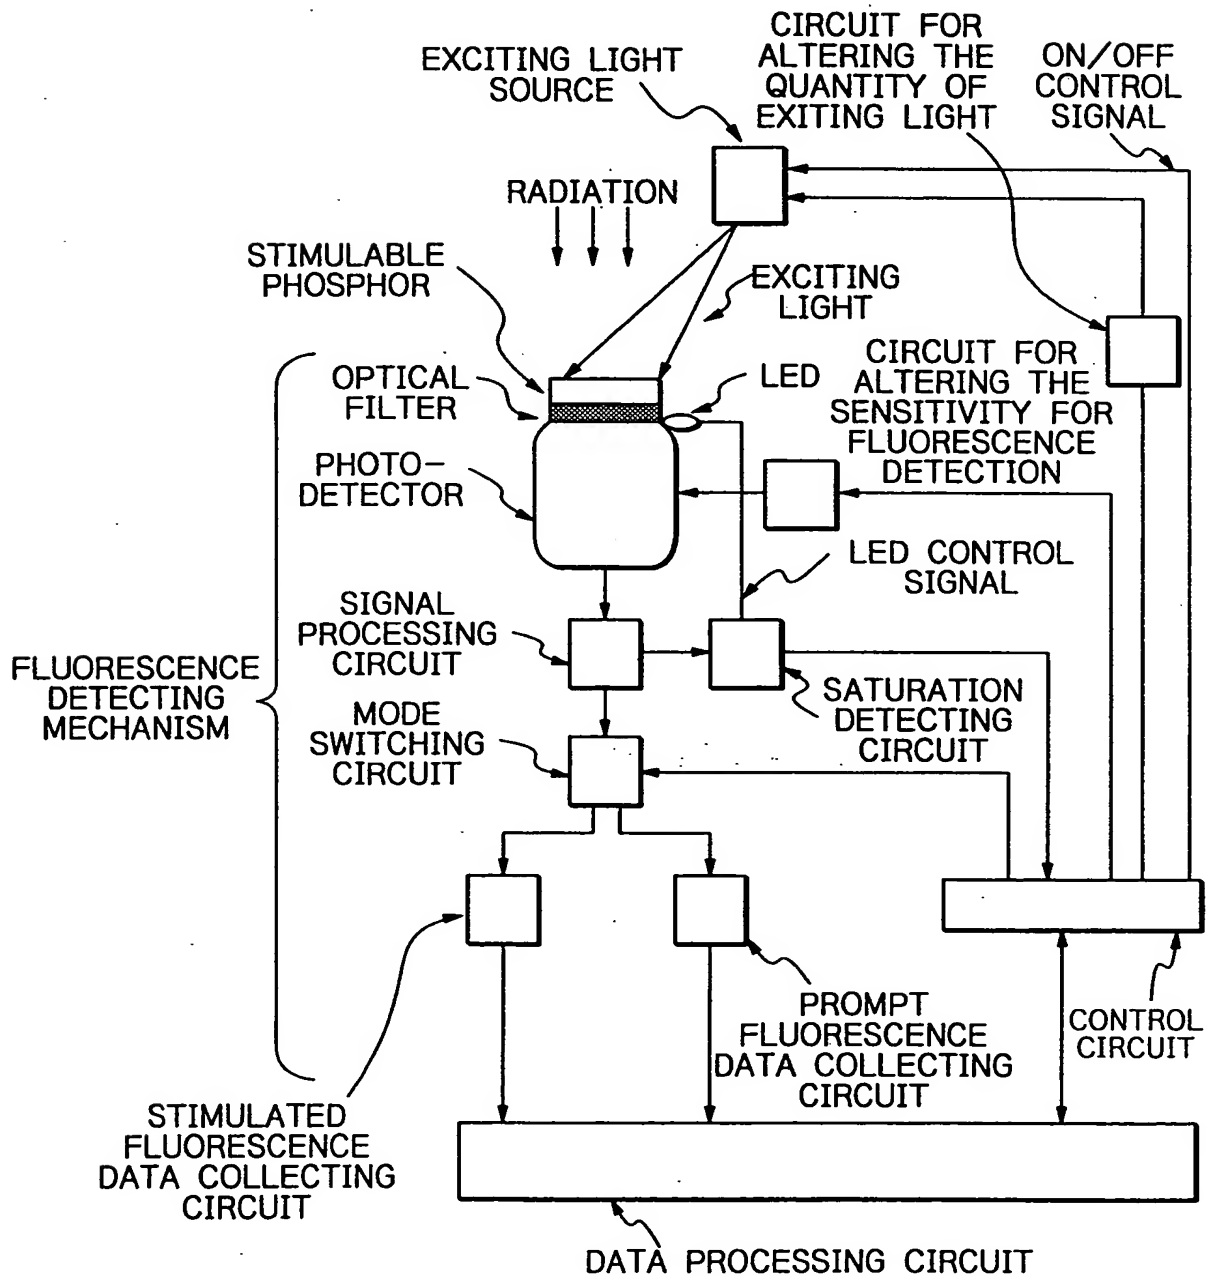 EXCITING LIGHT
SOURCE
CIRCUIT FOR
ALTERING THE
QUANTITY OF
EXITING LIGHT
ON/OFF
CONTROL
SIGNAL
RADIATION
STIMULABLE
PHOSPHOR
EXCITING
LIGHT
OPTICAL
FILTER
LED
CIRCUIT FOR
ALTERING THE
SENSITIVITY FOR
FLUORESCENCE
DETECTION
PHOTO-
DETECTOR
LED CONTROL
SIGNAL
SIGNAL
PROCESSING
CIRCUIT
FLUORESCENCE
DETECTING
MECHANISM
SATURATION
DETECTING
CIRCUIT
MODE
SWITCHING
CIRCUIT
PROMPT
FLUORESCENCE
DATA COLLECTING
CIRCUIT
CONTROL
CIRCUIT
STIMULATED
FLUORESCENCE
DATA COLLECTING
CIRCUIT
DATA PROCESSING CIRCUIT